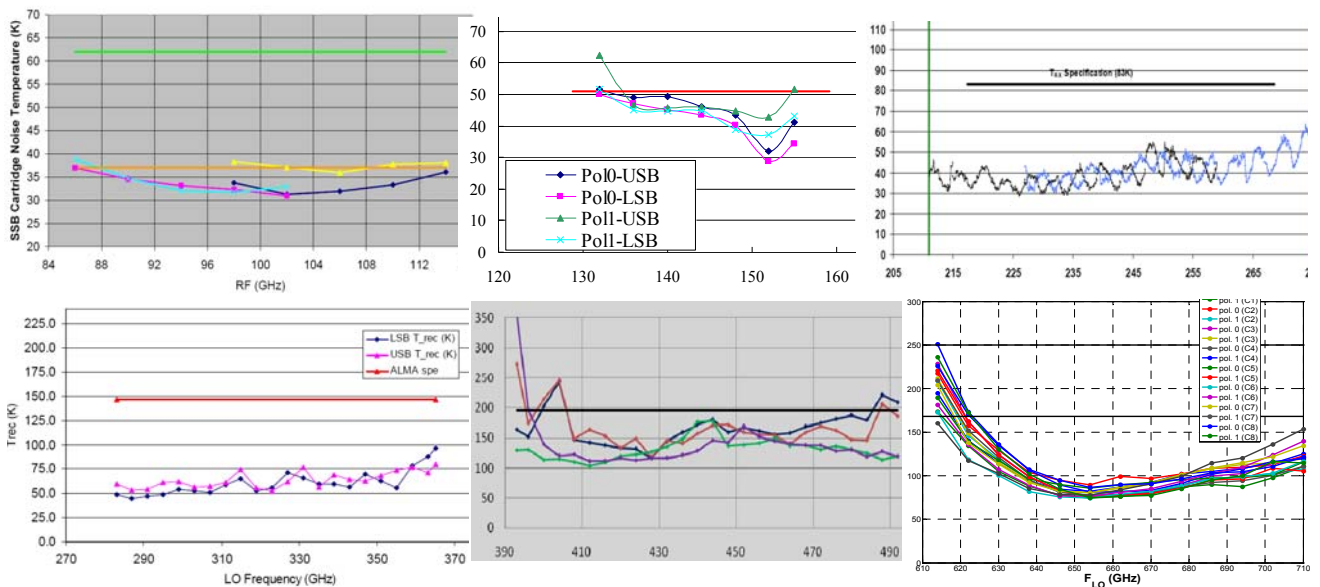 SSB Cartridge Noise Temperature (K)
70
65
60
55
50
45
40
35
30
25
20
84 88 92 96 100 104 108 112
RF (GHz)
70
60
50
40
30
20
10
0
120 130 140 150 160
Pol0-USB
Pol0-LSB
Pol1-USB
Pol1-LSB
110
100
90
80
70
60
50
40
30
20
10
0
205 215 225 235 245 255 265
TRX Specification (83K)
Trec (K)
225.0
200.0
175.0
150.0
125.0
100.0
75.0
50.0
25.0
0.0
270 290 310 330 350 370
LO Frequency (GHz)
LSB T_rec (K)
USB T_rec (K)
ALMA spe
350
300
250
200
150
100
50
0
390 410 430 450 470 490
300
250
200
150
100
50
0
610 620 630 640 650 660 670 680 690 700 710
FLO
pol. 1 (C1)
pol. 0 (C2)
pol. 1 (C2)
pol. 0 (C3)
pol. 1 (C3)
pol. 0 (C4)
pol. 1 (C4)
pol. 0 (C5)
pol. 1 (C5)
pol. 0 (C6)
pol. 1 (C6)
pol. 0 (C7)
pol. 1 (C7)
pol. 0 (C8)
pol. 1 (C8)